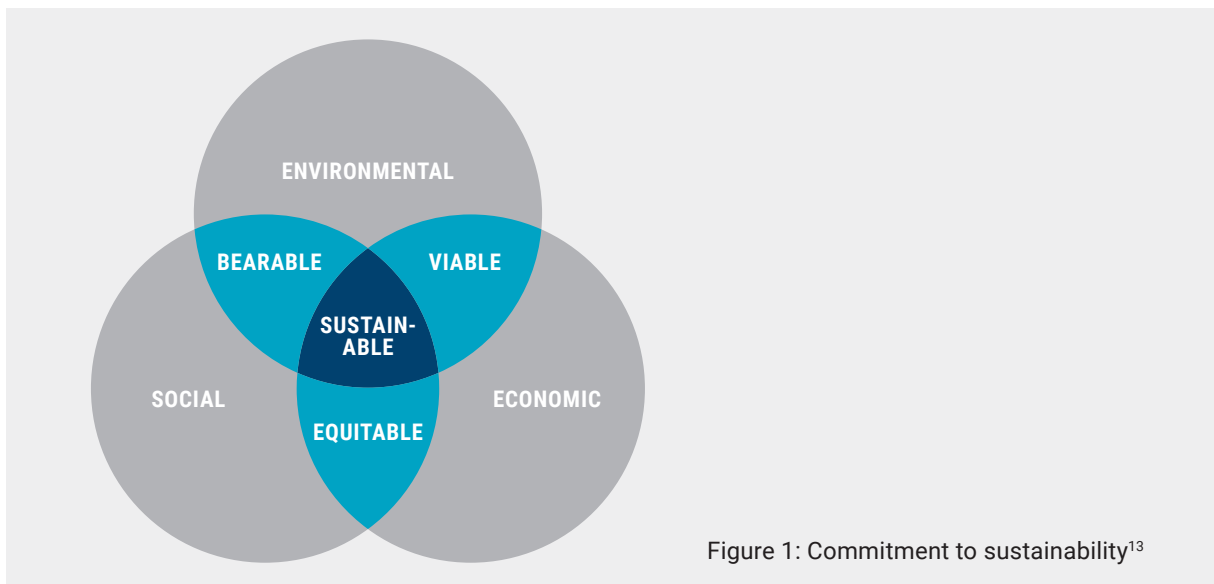 ENVIRONMENTAL
BEARABLE
VIABLE
SUSTAIN-
ABLE
SOCIAL
ECONOMIC
EQUITABLE
Figure 1: Commitment to sustainability¹³